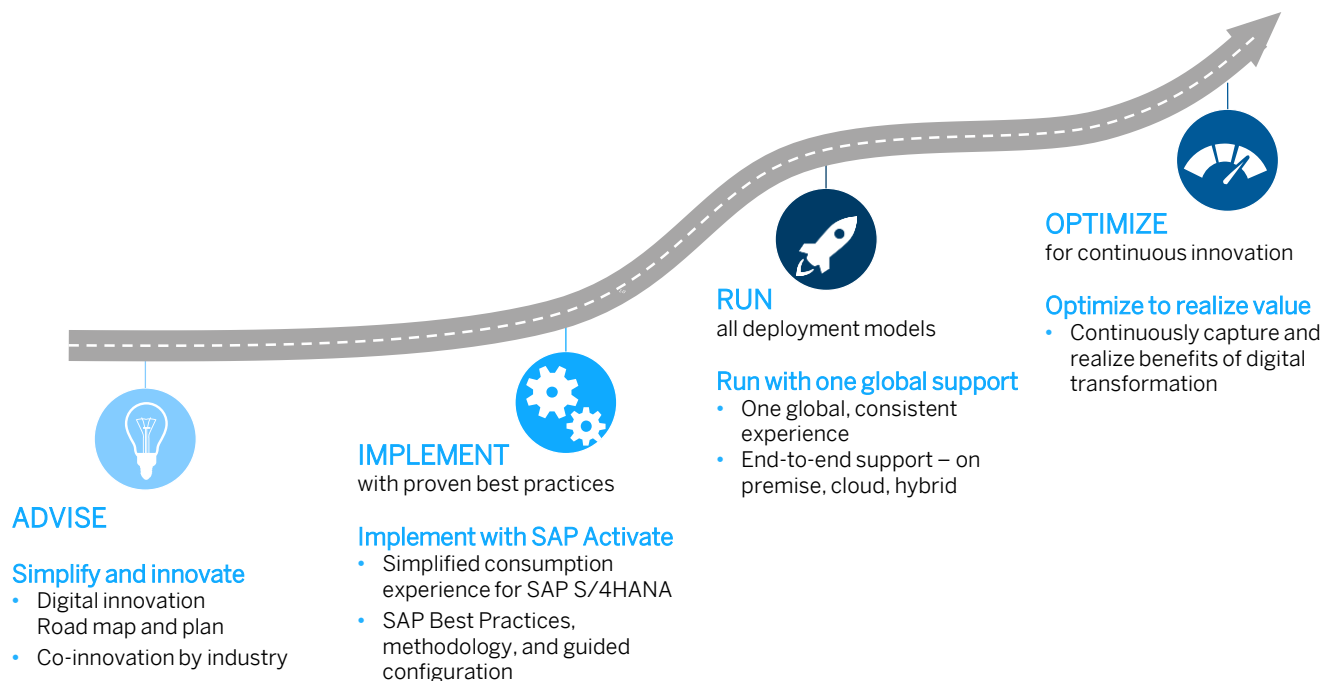 ADVISE
Simplify and innovate
• Digital innovation
Road map and plan
• Co-innovation by industry
IMPLEMENT
with proven best practices
Implement with SAP Activate
• Simplified consumption
experience for SAP S/4HANA
• SAP Best Practices,
methodology, and guided
configuration
RUN
all deployment models
Run with one global support
• One global, consistent
experience
• End-to-end support – on
premise, cloud, hybrid
OPTIMIZE
for continuous innovation
Optimize to realize value
• Continuously capture and
realize benefits of digital
transformation